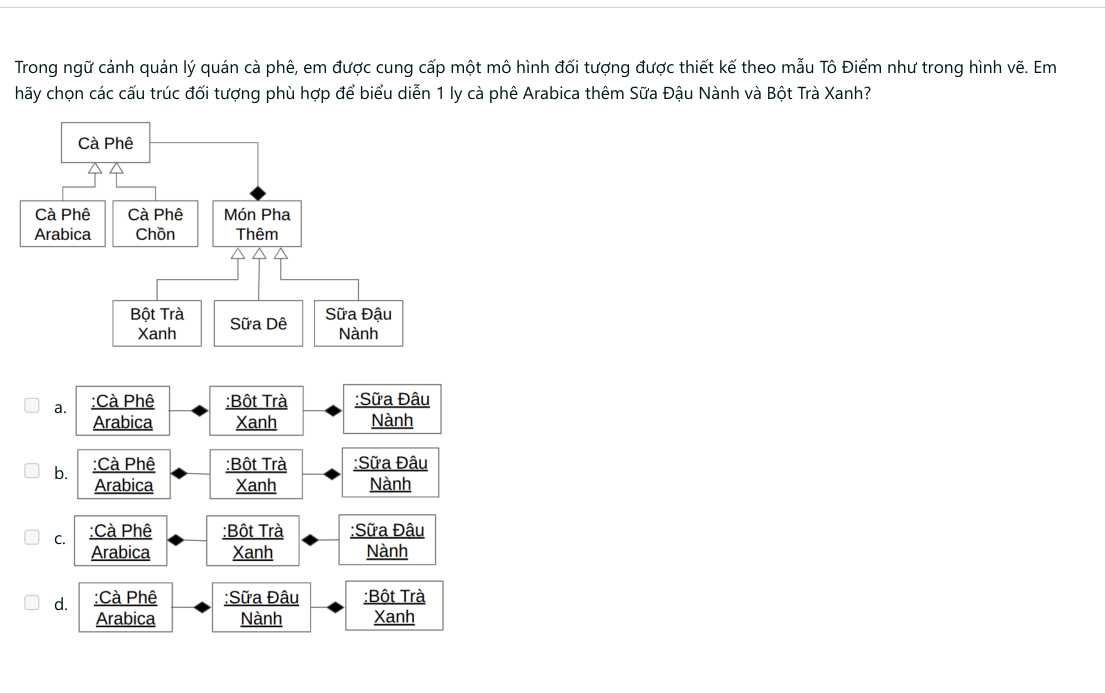 Trong ngữ cảnh quản lý quán cà phê, em được cung cấp một mô hình đối tượng được thiết kế theo mẫu Tô Điểm như trong hình vẽ. Em
hãy chọn các cấu trúc đối tượng phù hợp để biểu diễn 1 ly cà phê Arabica thêm Sữa Đậu Nành và Bột Trà Xanh?
Cà Phê
Cà Phê
Arabica
Cà Phê
Chồn
Món Pha
Thêm
Bột Trà
Xanh
Sữa Dê
Sữa Đậu
Nành
a.
:Cà Phê
Arabica
:Bột Trà
Xanh
:Sữa Đậu
Nành
b.
:Cà Phê
Arabica
:Bột Trà
Xanh
:Sữa Đậu
Nành
c.
:Cà Phê
Arabica
:Bột Trà
Xanh
:Sữa Đậu
Nành
d.
:Cà Phê
Arabica
:Sữa Đậu
Nành
:Bột Trà
Xanh